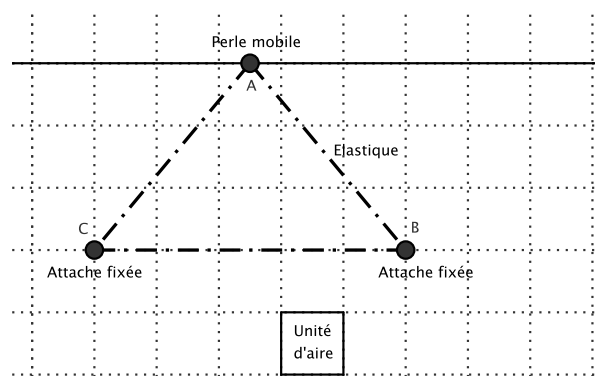 Perle mobile
A
Elastique
C
B
Attache fixée
Attache fixée
Unité
d'aire